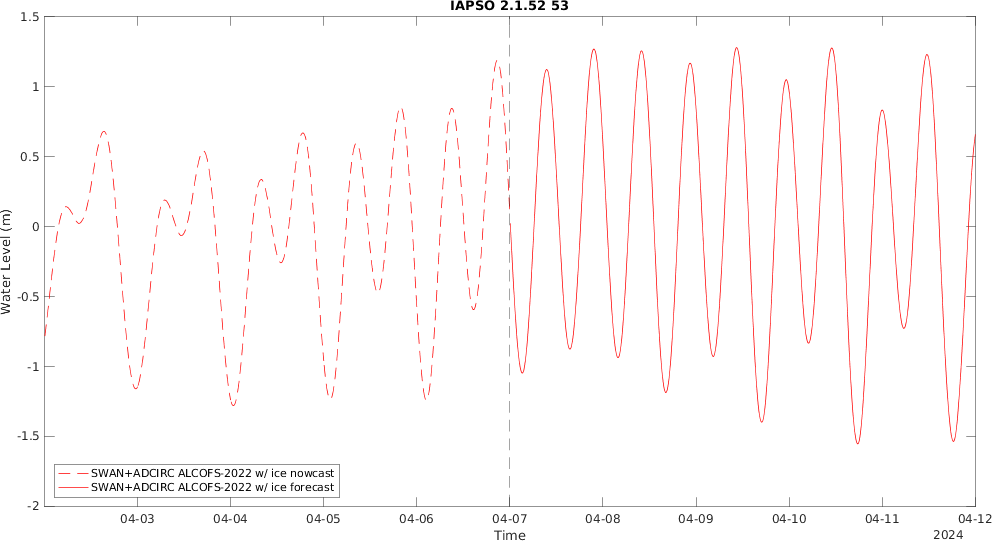 IAPSO 2.1.52 53
1.5
1
0.5
0
-0.5
-1
-1.5
-2
Water Level (m)
SWAN+ADCIRC ALCOFS-2022 w/ ice nowcast
SWAN+ADCIRC ALCOFS-2022 w/ ice forecast
04-03 04-04 04-05 04-06 04-07 04-08 04-09 04-10 04-11 04-12
Time
2024